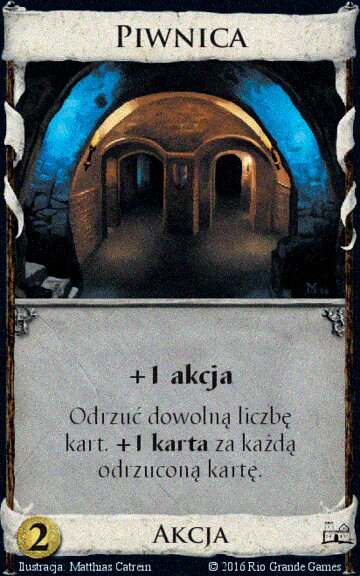 Piwnica
+1 akcja
Odrzuć dowolną liczbę
kart. +1 karta za każdą
odrzuconą kartę.
2
Akcja
Ilustracja: Matthias Catrein
© 2016 Rio Grande Games